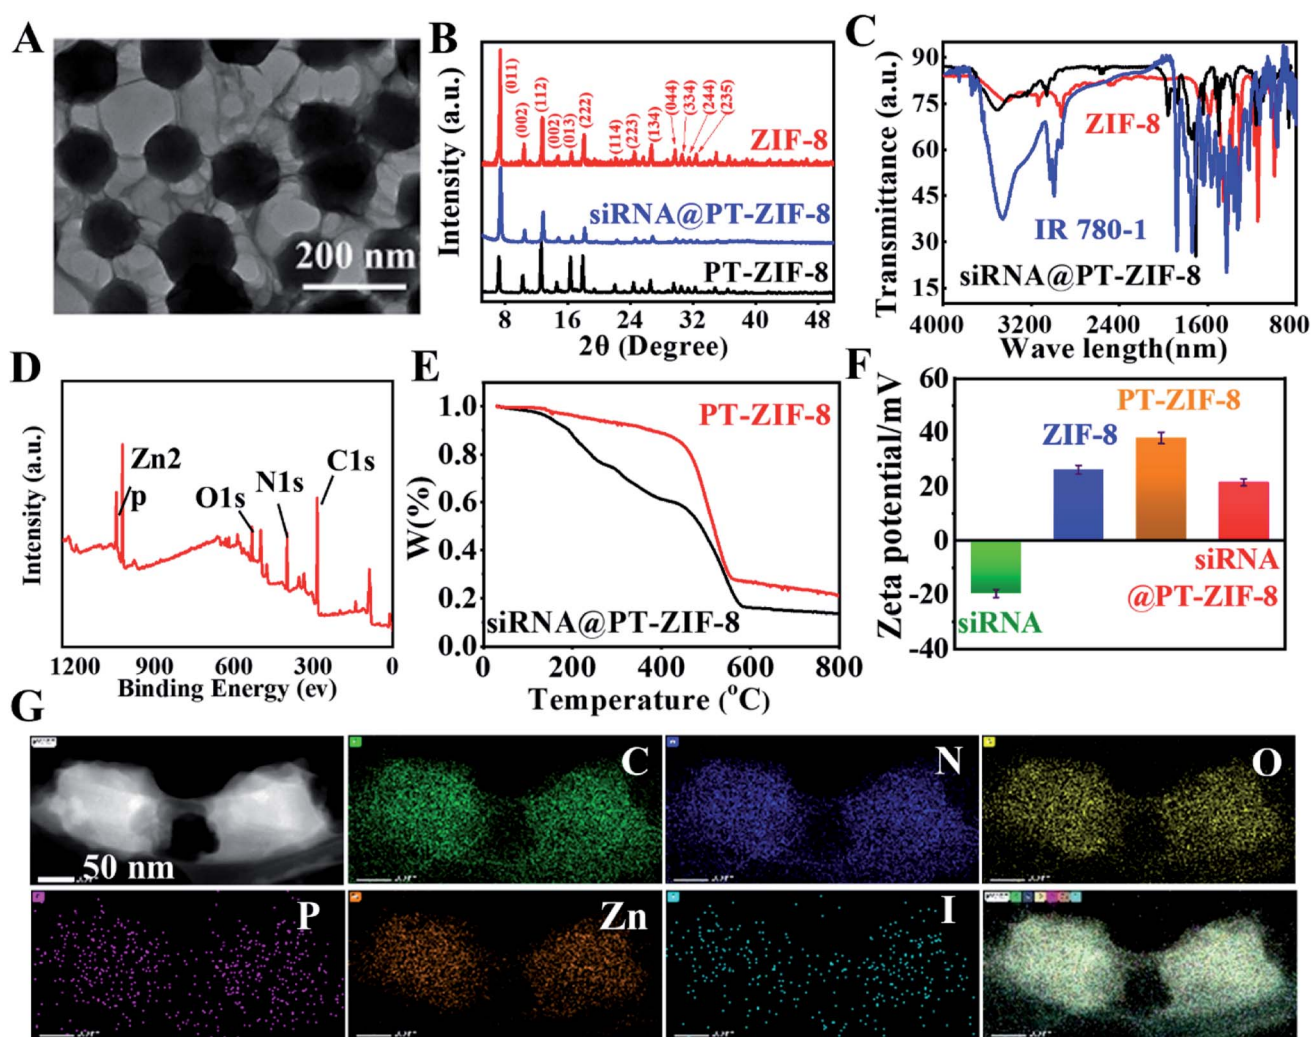 A
200 nm
B
Intensity (a.u.)
(011)
(002)
(112)
(002)
(013)
(222)
(114)
(223)
(134)
(044)
(334)
(244)
(235)
ZIF-8
siRNA@PT-ZIF-8
PT-ZIF-8
8 16 24 32 40 48
2θ (Degree)
C
Transmittance (a.u.)
90
75
60
45
30
15
ZIF-8
IR 780-1
siRNA@PT-ZIF-8
4000 3200 2400 1600 800
Wave length(nm)
D
Intensity (a.u.)
Zn2
p
O1s
N1s
C1s
1200 900 600 300 0
Binding Energy (ev)
E
W(%)
1.0
0.8
0.6
0.4
0.2
0.0
PT-ZIF-8
siRNA@PT-ZIF-8
0 200 400 600 800
Temperature (°C)
F
Zeta potential/mV
60
40
20
0
-20
-40
PT-ZIF-8
ZIF-8
siRNA
@PT-ZIF-8
siRNA
G
50 nm
C
N
O
P
Zn
I